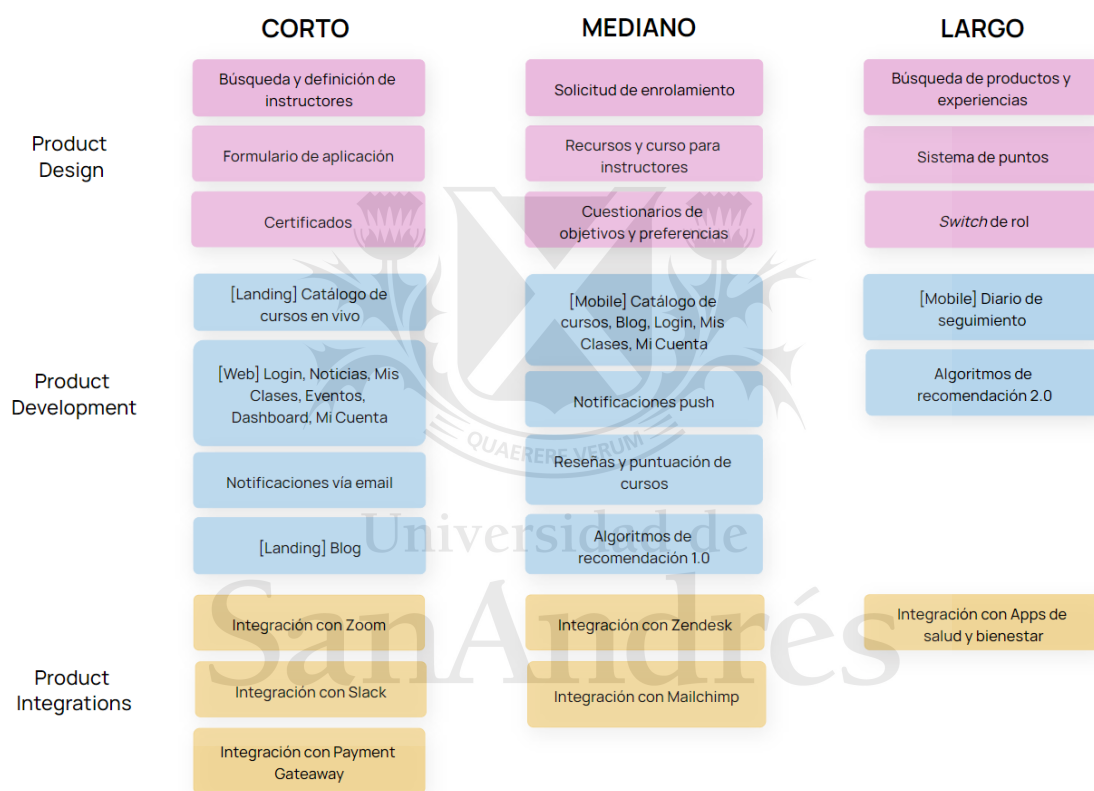 CORTO
MEDIANO
LARGO
Product
Design
Búsqueda y definición de
instructores
Solicitud de enrolamiento
Búsqueda de productos y
experiencias
Formulario de aplicación
Recursos y curso para
instructores
Sistema de puntos
Certificados
Cuestionarios de
objetivos y preferencias
Switch de rol
Product
Development
[Landing] Catálogo de
cursos en vivo
[Mobile] Catálogo de
cursos, Blog, Login, Mis
Clases, Mi Cuenta
[Mobile] Diario de
seguimiento
[Web] Login, Noticias, Mis
Clases, Eventos,
Dashboard, Mi Cuenta
Notificaciones push
Algoritmos de
recomendación 2.0
Notificaciones vía email
Reseñas y puntuación de
cursos
[Landing] Blog
Algoritmos de
recomendación 1.0
Product
Integrations
Integración con Zoom
Integración con Zendesk
Integración con Apps de
salud y bienestar
Integración con Slack
Integración con Mailchimp
Integración con Payment
Gateaway
QUAERERE VERUM
Universidad de
SanAndrés